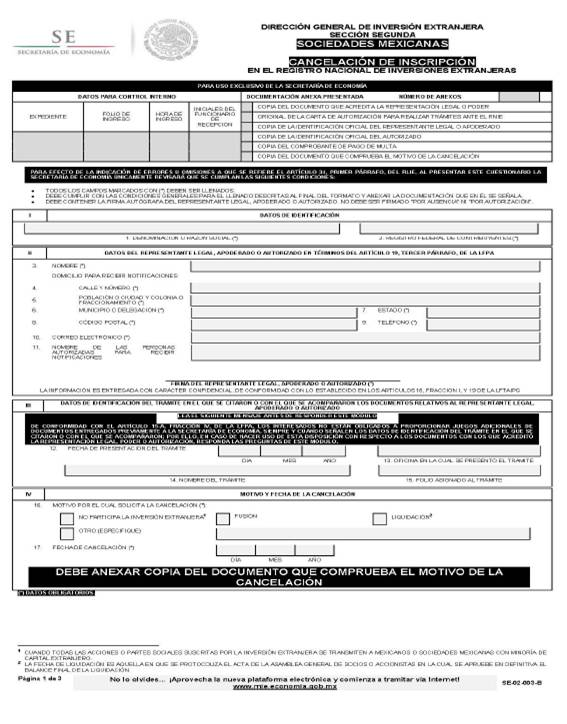 SE
SECRETARÍA DE ECONOMÍA
DIRECCIÓN GENERAL DE INVERSIÓN EXTRANJERA
SECCIÓN SEGUNDA
SOCIEDADES MEXICANAS
CANCELACIÓN DE INSCRIPCIÓN
EN EL REGISTRO NACIONAL DE INVERSIONES EXTRANJERAS
PARA USO EXCLUSIVO DE LA SECRETARÍA DE ECONOMÍA
DATOS PARA CONTROL INTERNO
DOCUMENTACIÓN ANEXA PRESENTADA
NÚMERO DE ANEXOS
EXPEDIENTE
FOLIO DE INGRESO
HORA DE INGRESO
INICIALES DEL FUNCIONARIO DE RECEPCIÓN
COPIA DEL DOCUMENTO QUE ACREDITA LA REPRESENTACIÓN LEGAL O PODER
ORIGINAL DE LA CARTA DE AUTORIZACIÓN PARA REALIZAR TRÁMITES ANTE EL RNIE
COPIA DE LA IDENTIFICACIÓN OFICIAL DEL REPRESENTANTE LEGAL O APODERADO
COPIA DE LA IDENTIFICACIÓN OFICIAL DEL AUTORIZADO
COPIA DEL COMPROBANTE DE PAGO DE MULTA
COPIA DEL DOCUMENTO QUE COMPRUEBA EL MOTIVO DE LA CANCELACIÓN
PARA EFECTO DE LA INDICACIÓN DE ERRORES U OMISIONES A QUE SE REFIERE EL ARTÍCULO 31, PRIMER PÁRRAFO, DEL RLIE, AL PRESENTAR ESTE CUESTIONARIO LA
SECRETARÍA DE ECONOMÍA ÚNICAMENTE REVISARÁ QUE SE CUMPLAN LAS SIGUIENTES CONDICIONES:
• TODOS LOS CAMPOS MARCADOS CON (*) DEBEN SER LLENADOS;
• DEBE CUMPLIR CON LAS CONDICIONES GENERALES PARA EL LLENADO DESCRITAS AL FINAL DEL FORMATO Y ANEXAR LA DOCUMENTACIÓN QUE EN ÉL SE SEÑALA.
• DEBE CONTENER LA FIRMA AUTÓGRAFA DEL REPRESENTANTE LEGAL, APODERADO O AUTORIZADO. NO DEBE SER FIRMADO "POR AUSENCIA" NI "POR AUTORIZACIÓN".
I DATOS DE IDENTIFICACIÓN
1. DENOMINACIÓN O RAZÓN SOCIAL (*)
2. REGISTRO FEDERAL DE CONTRIBUYENTES (*)
II DATOS DEL REPRESENTANTE LEGAL, APODERADO O AUTORIZADO EN TÉRMINOS DEL ARTÍCULO 19, TERCER PÁRRAFO, DE LA LFPA
3. NOMBRE (*)
DOMICILIO PARA RECIBIR NOTIFICACIONES:
4. CALLE Y NÚMERO (*)
5. POBLACIÓN O CIUDAD Y COLONIA O FRACCIONAMIENTO (*)
6. MUNICIPIO O DELEGACIÓN (*)
7. ESTADO (*)
8. CÓDIGO POSTAL (*)
9. TELÉFONO (*)
10. CORREO ELECTRÓNICO (*)
11. NOMBRE DE LAS PERSONAS AUTORIZADAS PARA RECIBIR NOTIFICACIONES
FIRMA DEL REPRESENTANTE LEGAL, APODERADO O AUTORIZADO (*)
LA INFORMACIÓN ES ENTREGADA CON CARÁCTER CONFIDENCIAL DE CONFORMIDAD CON LO ESTABLECIDO EN LOS ARTÍCULOS 18, FRACCIÓN I, Y 19 DE LA LFTAIPG
III DATOS DE IDENTIFICACIÓN DEL TRÁMITE EN EL QUE SE CITARON O CON EL QUE SE ACOMPAÑARON LOS DOCUMENTOS RELATIVOS AL REPRESENTANTE LEGAL,
APODERADO O AUTORIZADO
LEA EL SIGUIENTE MENSAJE ANTES DE RESPONDER ESTE MÓDULO
DE CONFORMIDAD CON EL ARTÍCULO 15-A, FRACCIÓN IV, DE LA LFPA, LOS INTERESADOS NO ESTÁN OBLIGADOS A PROPORCIONAR JUEGOS ADICIONALES DE
DOCUMENTOS ENTREGADOS PREVIAMENTE A LA SECRETARÍA DE ECONOMÍA, SIEMPRE Y CUANDO SEÑALEN LOS DATOS DE IDENTIFICACIÓN DEL TRÁMITE EN EL QUE SE
CITARON O CON EL QUE SE ACOMPAÑARON; POR ELLO, EN CASO DE HACER USO DE ESTA DISPOSICIÓN CON RESPECTO A LOS DOCUMENTOS CON LOS QUE ACREDITÓ
LA REPRESENTACIÓN LEGAL, PODER O AUTORIZACIÓN, RESPONDA LAS PREGUNTAS DE ESTE MÓDULO.
12. FECHA DE PRESENTACIÓN DEL TRÁMITE
DÍA MES AÑO
13. OFICINA EN LA CUAL SE PRESENTÓ EL TRÁMITE
14. NOMBRE DEL TRÁMITE
15. FOLIO ASIGNADO AL TRÁMITE
IV MOTIVO Y FECHA DE LA CANCELACIÓN
16. MOTIVO POR EL CUAL SOLICITA LA CANCELACIÓN (*):
NO PARTICIPA LA INVERSIÓN EXTRANJERA¹
FUSIÓN
LIQUIDACIÓN²
OTRO (ESPECIFIQUE)
17. FECHA DE CANCELACIÓN (*)
DÍA MES AÑO
DEBE ANEXAR COPIA DEL DOCUMENTO QUE COMPRUEBA EL MOTIVO DE LA
CANCELACIÓN
(*) DATOS OBLIGATORIOS
¹ CUANDO TODAS LAS ACCIONES O PARTES SOCIALES SUSCRITAS POR LA INVERSIÓN EXTRANJERA SE TRANSMITEN A MEXICANOS O SOCIEDADES MEXICANAS CON MINORÍA DE
CAPITAL EXTRANJERO.
² LA FECHA DE LIQUIDACIÓN ES AQUELLA EN QUE SE PROTOCOLIZA EL ACTA DE LA ASAMBLEA GENERAL DE SOCIOS O ACCIONISTAS EN LA CUAL SE APRUEBE EN DEFINITIVA EL
BALANCE FINAL DE LA LIQUIDACIÓN.
Página 1 de 3
No lo olvides... ¡Aprovecha la nueva plataforma electrónica y comienza a tramitar vía Internet!
www.rnie.economia.gob.mx
SE-02-003-B